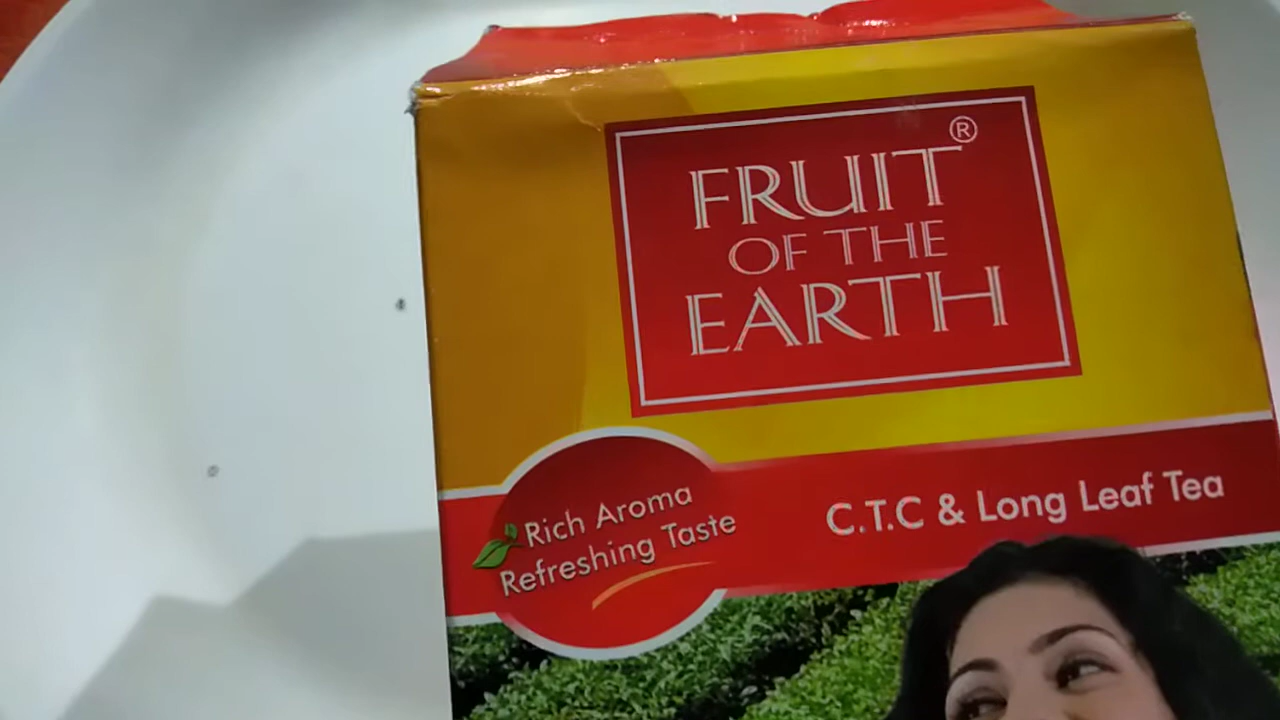 FRUIT®
OF THE
EARTH
Rich Aroma
Refreshing Taste
C.T.C & Long Leaf Tea